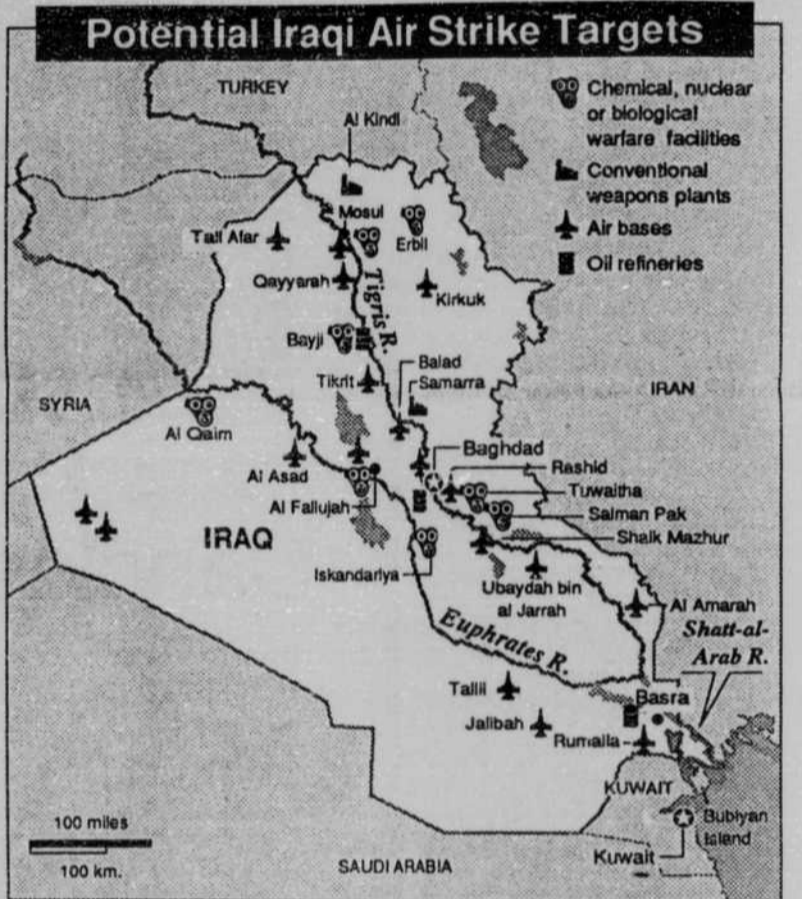 Potential Iraqi Air Strike Targets
TURKEY
Chemical, nuclear
or biological
warfare facilities
Conventional
weapons plants
Air bases
Oil refineries
Al Kindi
Mosul
Erbil
Tall Afar
Qayyarah
Kirkuk
Tigris R.
Bayji
Balad
Tikrit
Samarra
IRAN
SYRIA
Al Qaim
Baghdad
Al Asad
Rashid
Tuwaitha
Al Fallujah
Salman Pak
IRAQ
Shaik Mazhur
Iskandariya
Ubaydah bin
al Jarrah
Al Amarah
Euphrates R.
Shatt-al-
Arab R.
Tallil
Basra
Jalibah
Rumaila
KUWAIT
100 miles
100 km.
Bubiyan
Island
Kuwait
SAUDI ARABIA